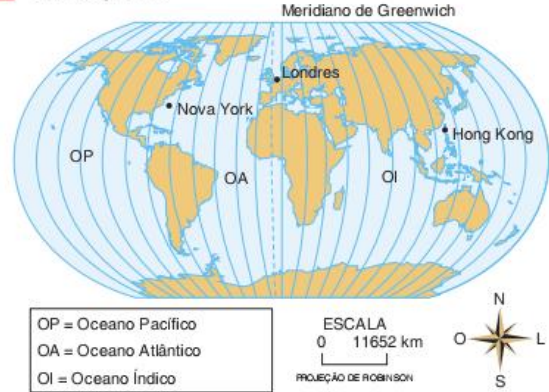 Meridiano de Greenwich
Londres
Nova York
Hong Kong
OP
OA
OI
OP = Oceano Pacífico
OA = Oceano Atlântico
OI = Oceano Índico
ESCALA
0 11652 km
PROJEÇÃO DE ROBINSON
N
O L
S